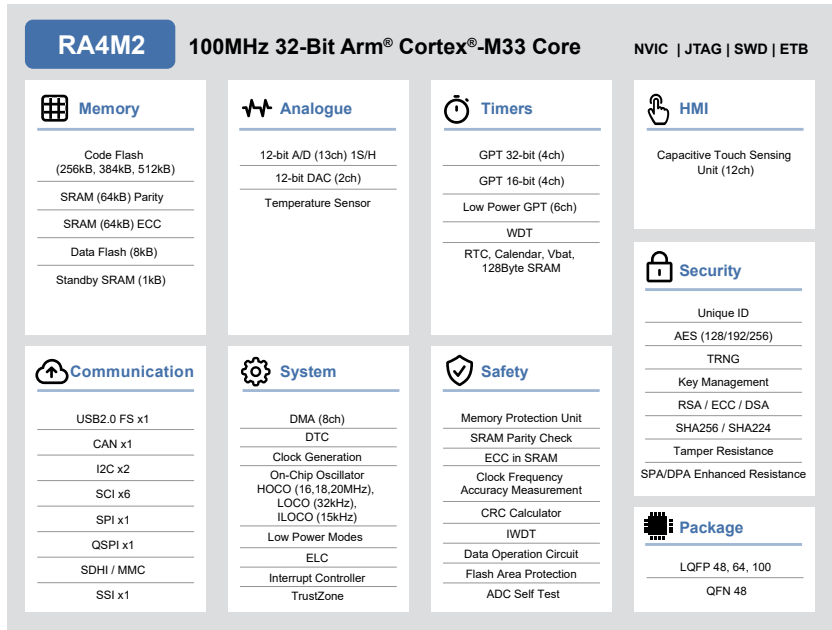 RA4M2
100MHz 32-Bit Arm® Cortex®-M33 Core
NVIC | JTAG | SWD | ETB
Memory
Code Flash
(256kB, 384kB, 512kB)
SRAM (64kB) Parity
SRAM (64kB) ECC
Data Flash (8kB)
Standby SRAM (1kB)
Analogue
12-bit A/D (13ch) 1S/H
12-bit DAC (2ch)
Temperature Sensor
Timers
GPT 32-bit (4ch)
GPT 16-bit (4ch)
Low Power GPT (6ch)
WDT
RTC, Calendar, Vbat,
128Byte SRAM
HMI
Capacitive Touch Sensing
Unit (12ch)
Communication
USB2.0 FS x1
CAN x1
I2C x2
SCI x6
SPI x1
QSPI x1
SDHI / MMC
SSI x1
System
DMA (8ch)
DTC
Clock Generation
On-Chip Oscillator
HOCO (16,18,20MHz),
LOCO (32kHz),
ILOCO (15kHz)
Low Power Modes
ELC
Interrupt Controller
TrustZone
Safety
Memory Protection Unit
SRAM Parity Check
ECC in SRAM
Clock Frequency
Accuracy Measurement
CRC Calculator
IWDT
Data Operation Circuit
Flash Area Protection
ADC Self Test
Security
Unique ID
AES (128/192/256)
TRNG
Key Management
RSA / ECC / DSA
SHA256 / SHA224
Tamper Resistance
SPA/DPA Enhanced Resistance
Package
LQFP 48, 64, 100
QFN 48